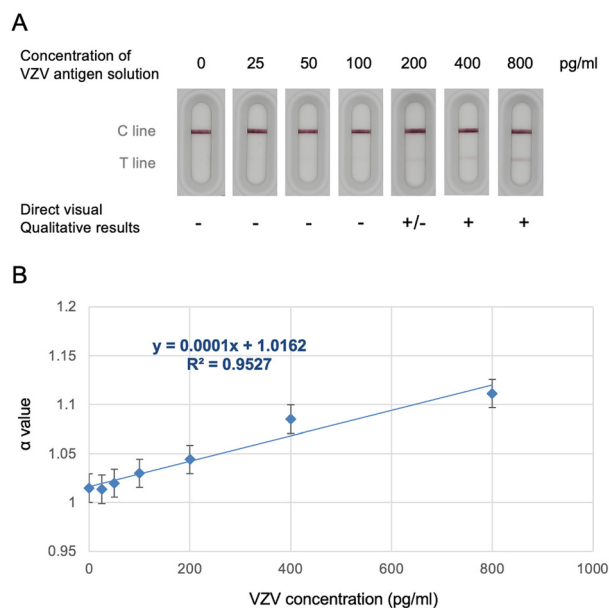 A
Concentration of
VZV antigen solution
0 25 50 100 200 400 800 pg/ml
C line
T line
Direct visual
Qualitative results
- - - - +/- + +
B
1.2
1.15
1.1
1.05
1
0.95
α value
y = 0.0001x + 1.0162
R² = 0.9527
0 200 400 600 800 1000
VZV concentration (pg/ml)